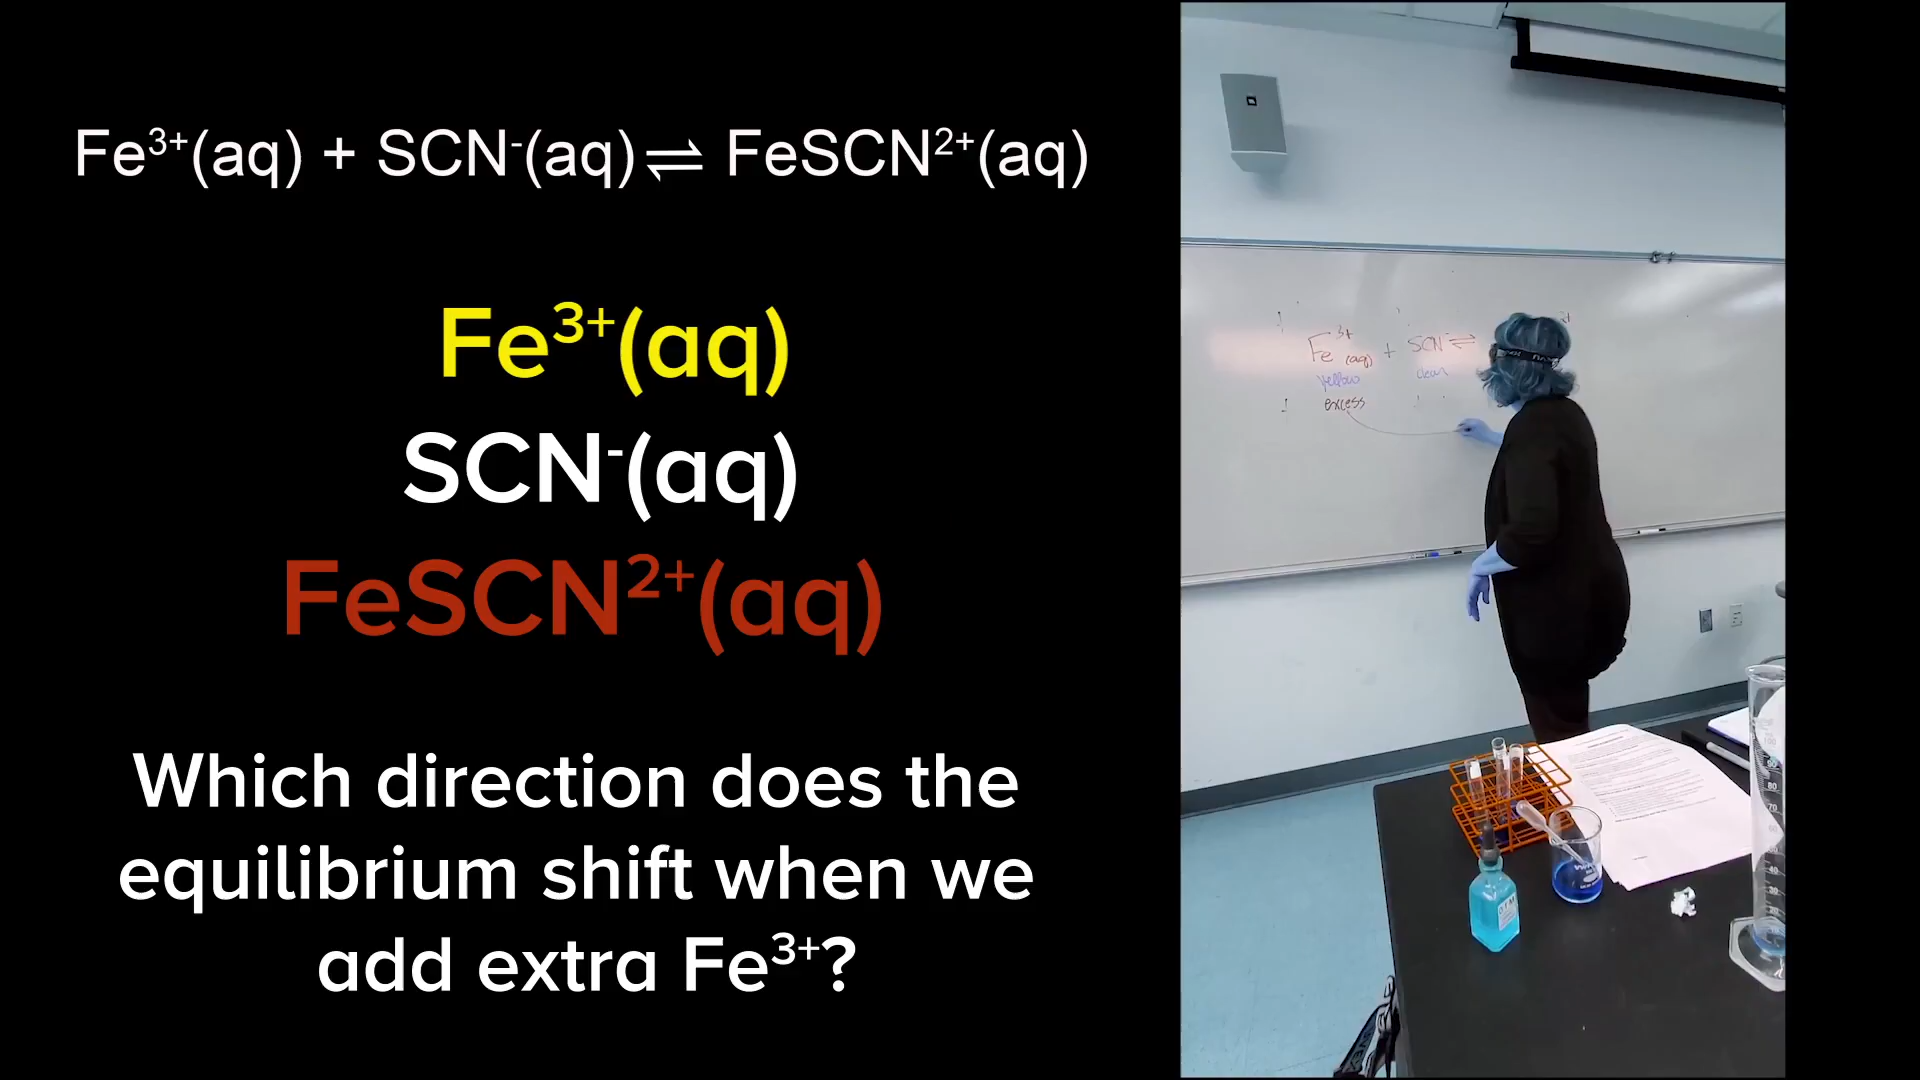 Fe³⁺(aq) + SCN⁻(aq) ⇌ FeSCN²⁺(aq)
Fe³⁺(aq)
SCN⁻(aq)
FeSCN²⁺(aq)
Which direction does the
equilibrium shift when we
add extra Fe³⁺?
Fe³⁺(aq) + SCN⁻ ⇌
yellow clear
excess